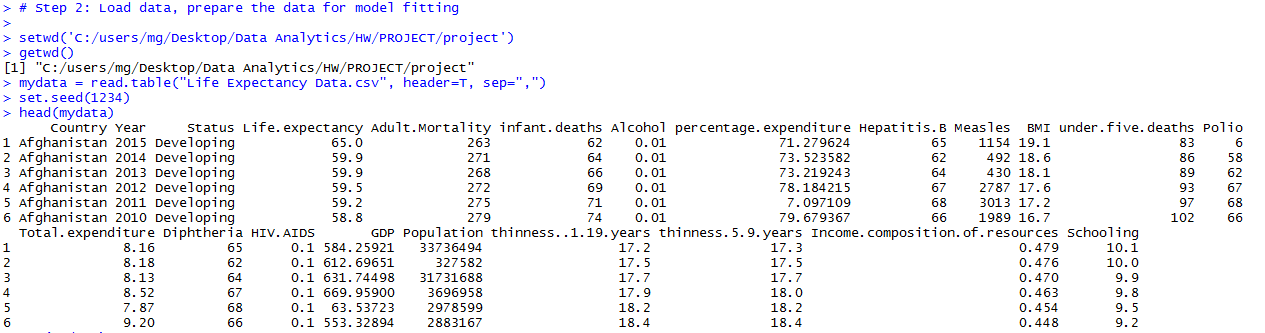 > # Step 2: Load data, prepare the data for model fitting
>
> setwd('C:/users/mg/Desktop/Data Analytics/HW/PROJECT/project')
> getwd()
[1] "C:/users/mg/Desktop/Data Analytics/HW/PROJECT/project"
> mydata = read.table("Life Expectancy Data.csv", header=T, sep=",")
> set.seed(1234)
> head(mydata)
Country Year Status Life.expectancy Adult.Mortality infant.deaths Alcohol percentage.expenditure Hepatitis.B Measles BMI under.five.deaths Polio
1 Afghanistan 2015 Developing 65.0 263 62 0.01 71.279624 65 1154 19.1 83 6
2 Afghanistan 2014 Developing 59.9 271 64 0.01 73.523582 62 492 18.6 86 58
3 Afghanistan 2013 Developing 59.9 268 66 0.01 73.219243 64 430 18.1 89 62
4 Afghanistan 2012 Developing 59.5 272 69 0.01 78.184215 67 2787 17.6 93 67
5 Afghanistan 2011 Developing 59.2 275 71 0.01 7.097109 68 3013 17.2 97 68
6 Afghanistan 2010 Developing 58.8 279 74 0.01 79.679367 66 1989 16.7 102 66
Total.expenditure Diphtheria HIV.AIDS GDP Population thinness..1.19.years thinness.5.9.years Income.composition.of.resources Schooling
1 8.16 65 0.1 584.25921 33736494 17.2 17.3 0.479 10.1
2 8.18 62 0.1 612.69651 327582 17.5 17.5 0.476 10.0
3 8.13 64 0.1 631.74498 31731688 17.7 17.7 0.470 9.9
4 8.52 67 0.1 669.95900 3696958 17.9 18.0 0.463 9.8
5 7.87 68 0.1 63.53723 2978599 18.2 18.2 0.454 9.5
6 9.20 66 0.1 553.32894 2883167 18.4 18.4 0.448 9.2